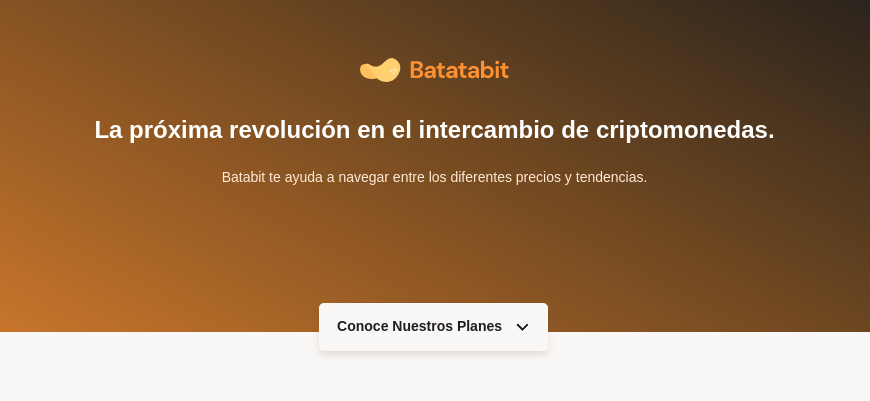 Batatabit
La próxima revolución en el intercambio de criptomonedas.
Batabit te ayuda a navegar entre los diferentes precios y tendencias.
Conoce Nuestros Planes